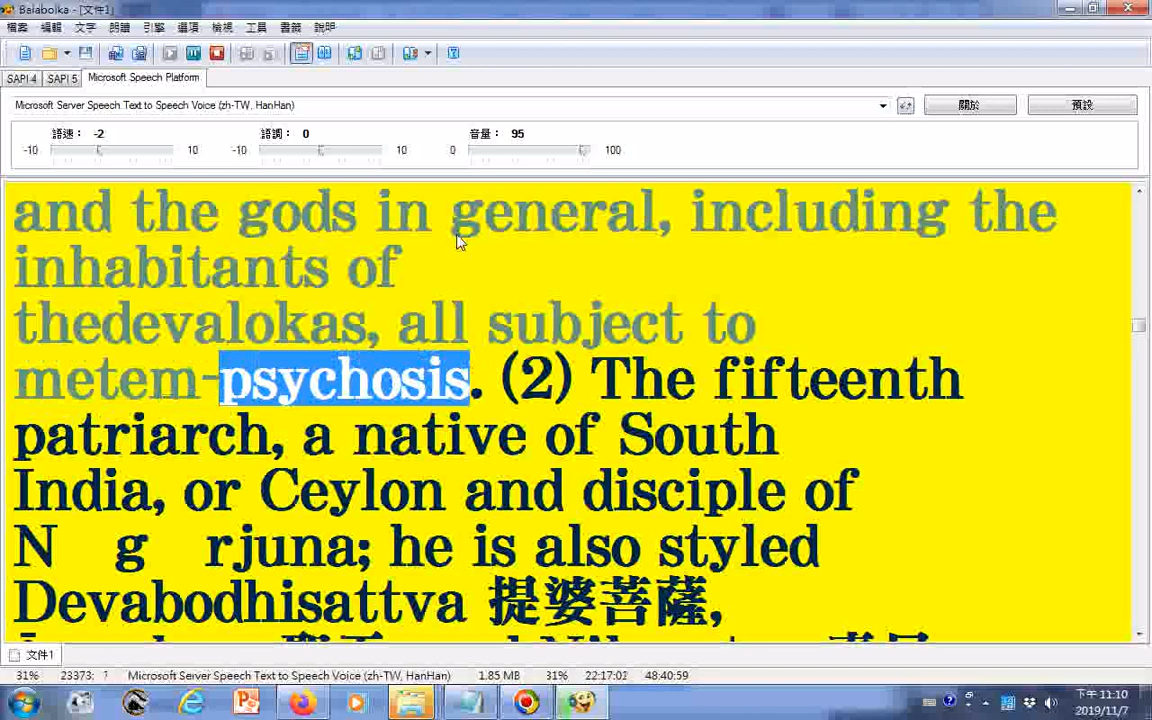 Balabolka - [文件1]
檔案 編輯 文字 朗讀 引擎 選項 檢視 工具 書籤 說明
SAPI 4 SAPI 5 Microsoft Speech Platform
Microsoft Server Speech Text to Speech Voice (zh-TW, HanHan) 關於 預設
語速： -2 語調： 0 音量： 95
-10 10 -10 10 0 100
and the gods in general, including the
inhabitants of
thedevalokas, all subject to
metem-psychosis. (2) The fifteenth
patriarch, a native of South
India, or Ceylon and disciple of
N g rjuna; he is also styled
Devabodhisattva 提婆菩薩,
文件1
31% 23373: Microsoft Server Speech Text to Speech Voice (zh-TW, HanHan) 1.85 MB 31% 22:17:02 48:40:59
下午 11:10
2019/11/7